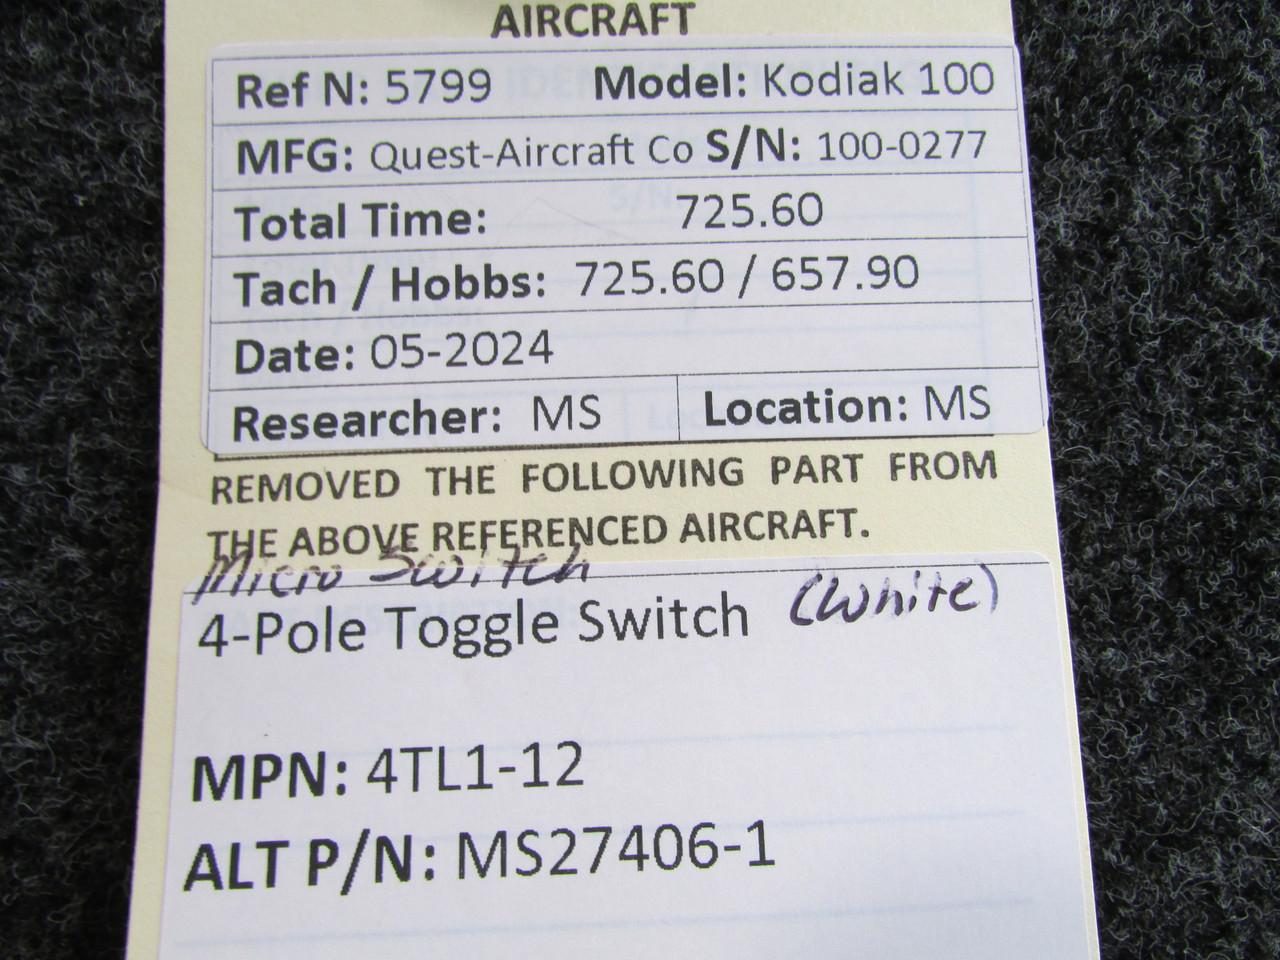 AIRCRAFT
Ref N: 5799 Model: Kodiak 100
MFG: Quest-Aircraft Co S/N: 100-0277
Total Time: 725.60
Tach / Hobbs: 725.60 / 657.90
Date: 05-2024
Researcher: MS Location: MS
REMOVED THE FOLLOWING PART FROM
THE ABOVE REFERENCED AIRCRAFT.
Micro Switch
4-Pole Toggle Switch (White)
MPN: 4TL1-12
ALT P/N: MS27406-1